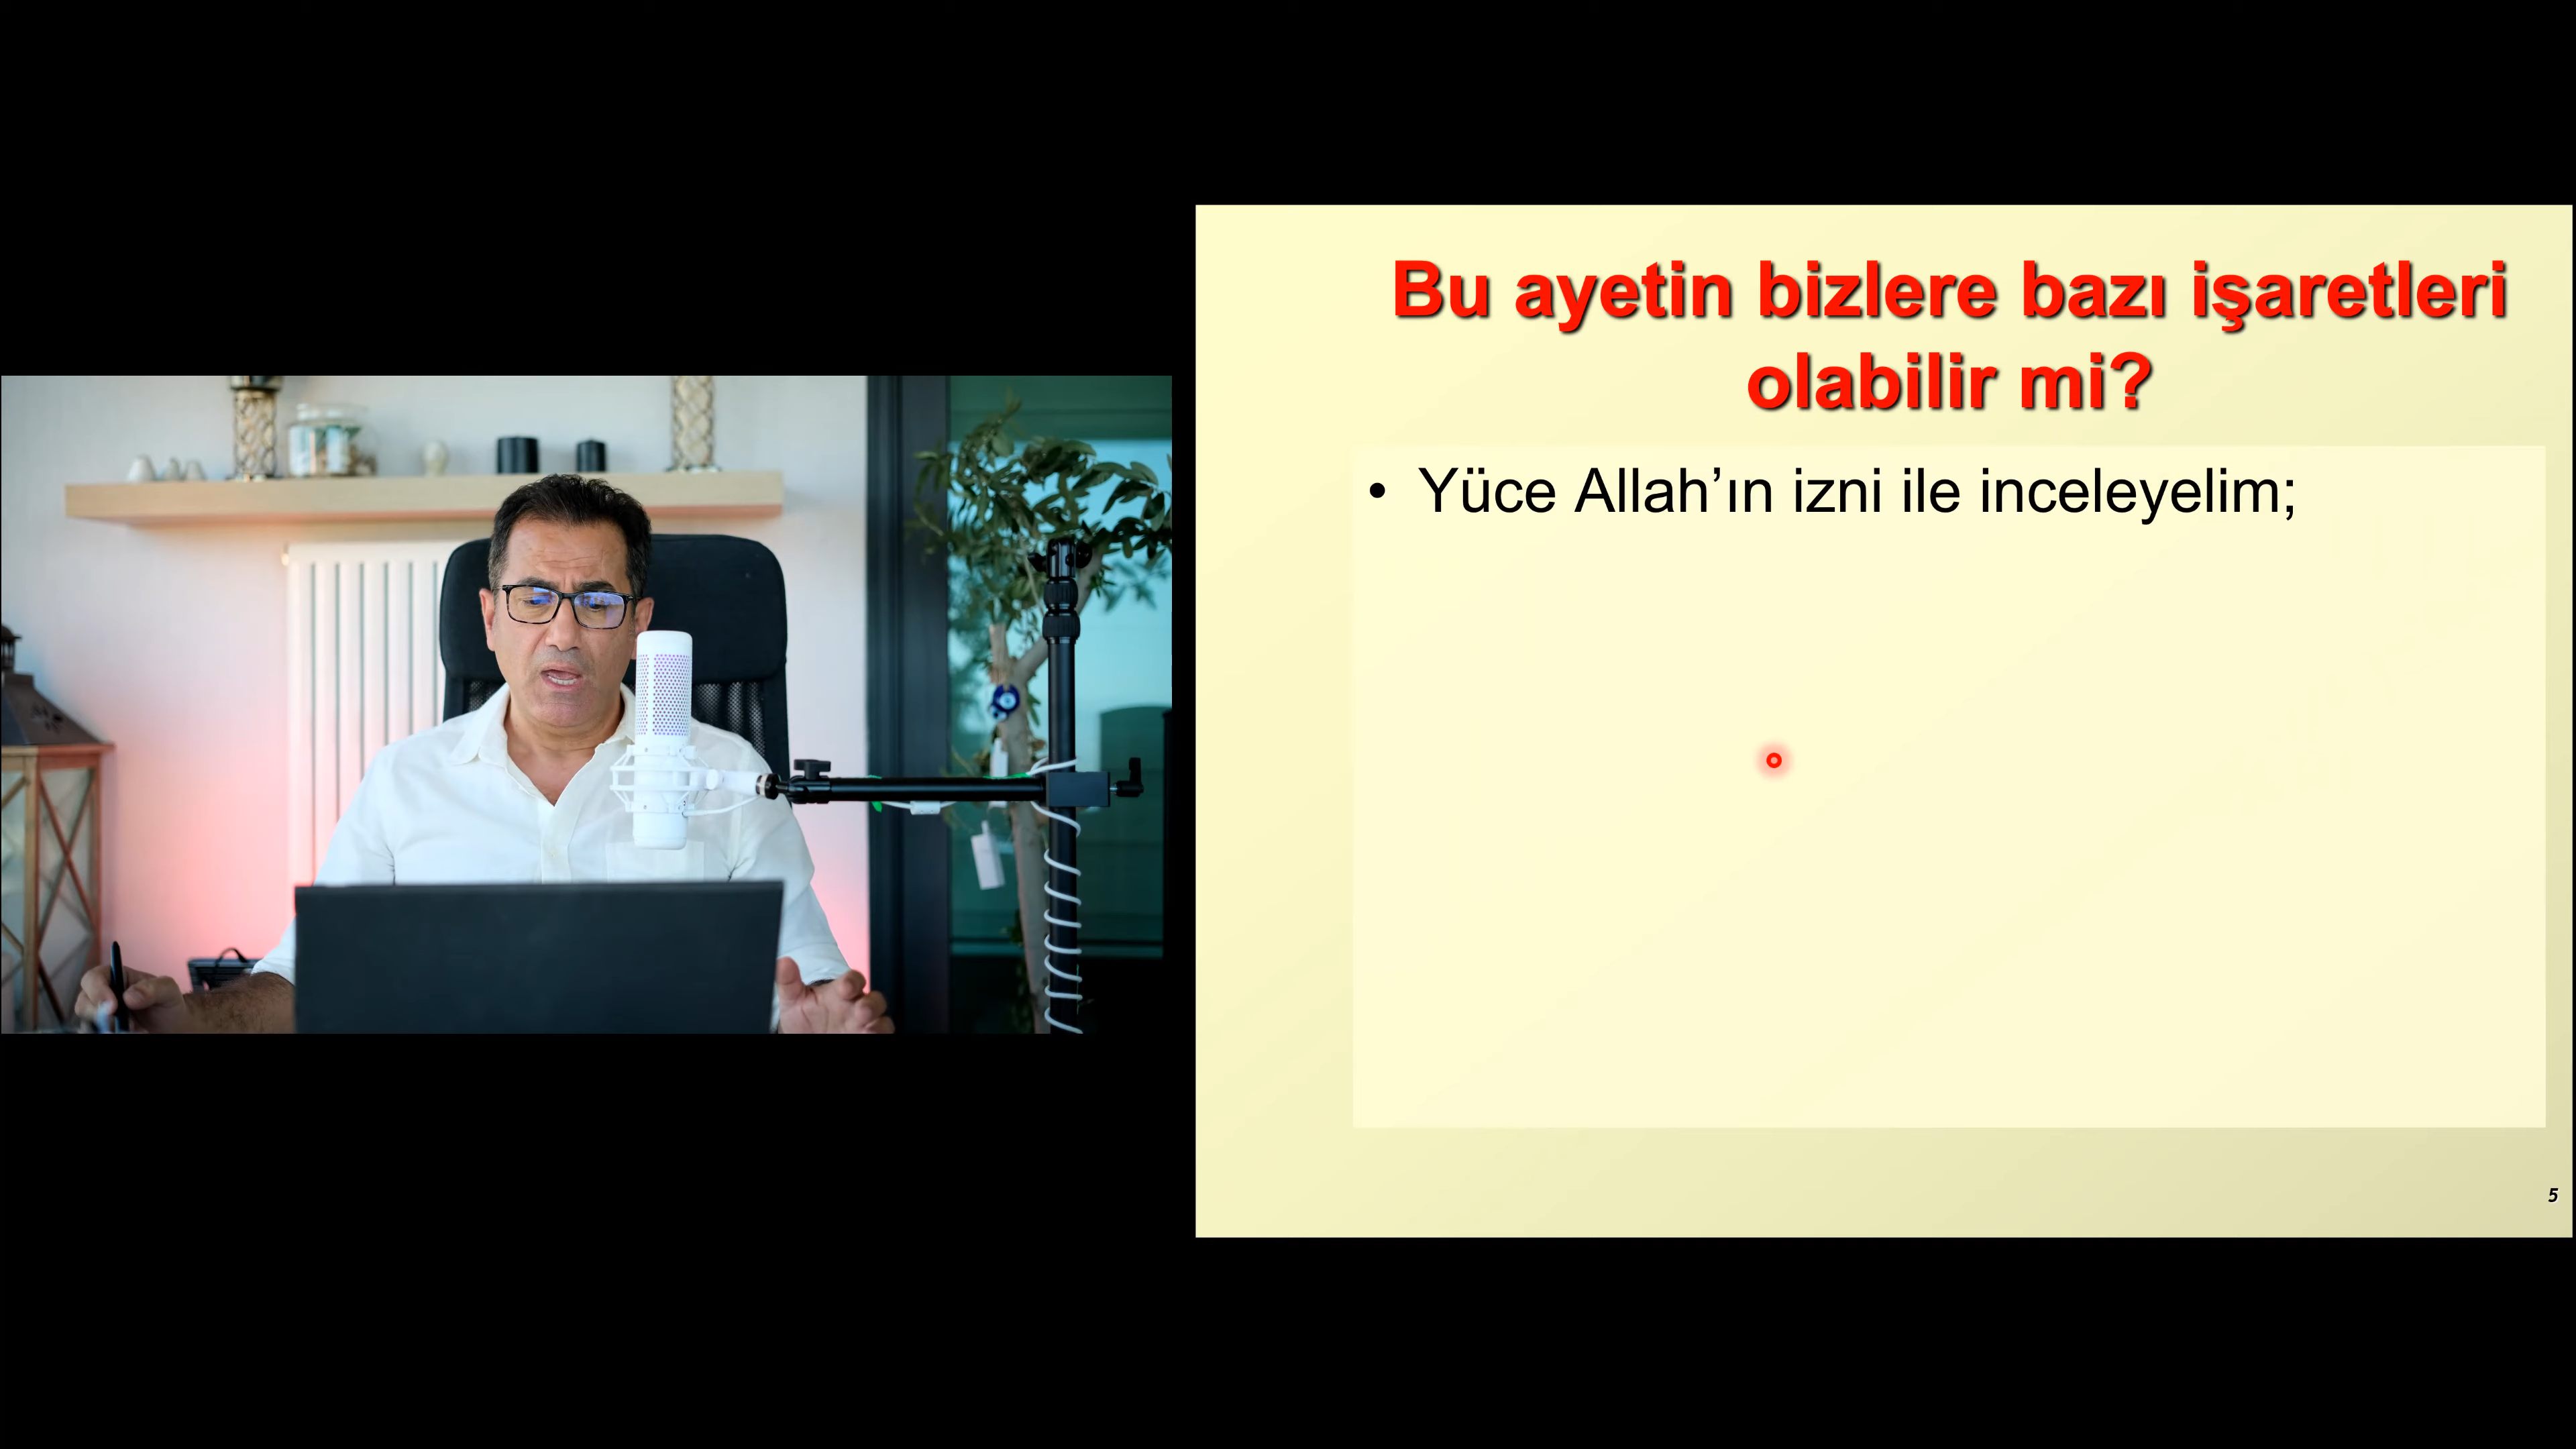 Bu ayetin bizlere bazı işaretleri
olabilir mi?
• Yüce Allah’ın izni ile inceleyelim;
5